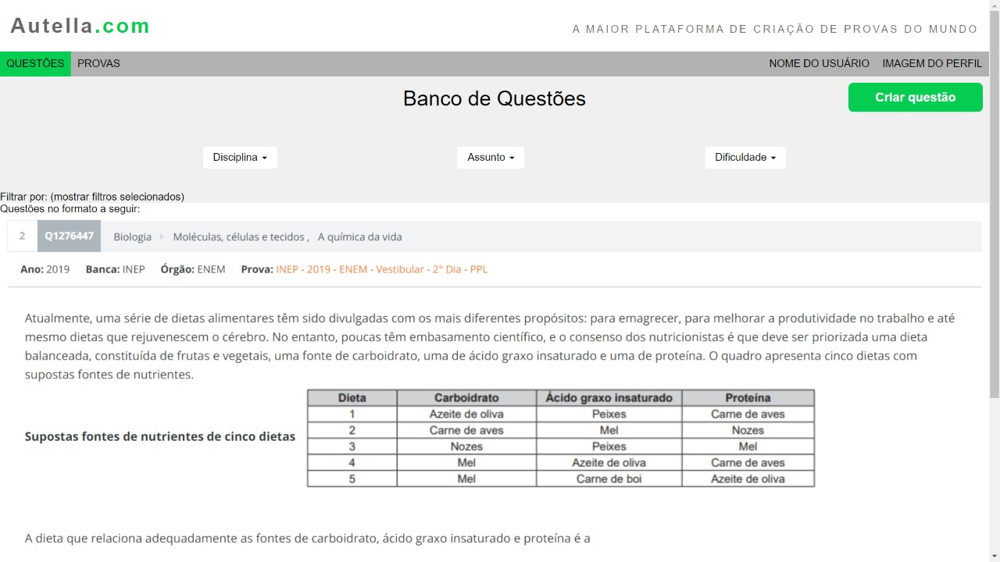 Autella.com
A MAIOR PLATAFORMA DE CRIAÇÃO DE PROVAS DO MUNDO
QUESTÕES PROVAS NOME DO USUÁRIO IMAGEM DO PERFIL
Banco de Questões
Criar questão
Disciplina Assunto Dificuldade
Filtrar por: (mostrar filtros selecionados)
Questões no formato a seguir:
2 Q1276447 Biologia Moléculas, células e tecidos , A química da vida
Ano: 2019 Banca: INEP Órgão: ENEM Prova: INEP - 2019 - ENEM - Vestibular - 2° Dia - PPL
Atualmente, uma série de dietas alimentares têm sido divulgadas com os mais diferentes propósitos: para emagrecer, para melhorar a produtividade no trabalho e até
mesmo dietas que rejuvenescem o cérebro. No entanto, poucas têm embasamento científico, e o consenso dos nutricionistas é que deve ser priorizada uma dieta
balanceada, constituída de frutas e vegetais, uma fonte de carboidrato, uma de ácido graxo insaturado e uma de proteína. O quadro apresenta cinco dietas com
supostas fontes de nutrientes.
Supostas fontes de nutrientes de cinco dietas
Dieta Carboidrato Ácido graxo insaturado Proteína
1 Azeite de oliva Peixes Carne de aves
2 Carne de aves Mel Nozes
3 Nozes Peixes Mel
4 Mel Azeite de oliva Carne de aves
5 Mel Carne de boi Azeite de oliva
A dieta que relaciona adequadamente as fontes de carboidrato, ácido graxo insaturado e proteína é a